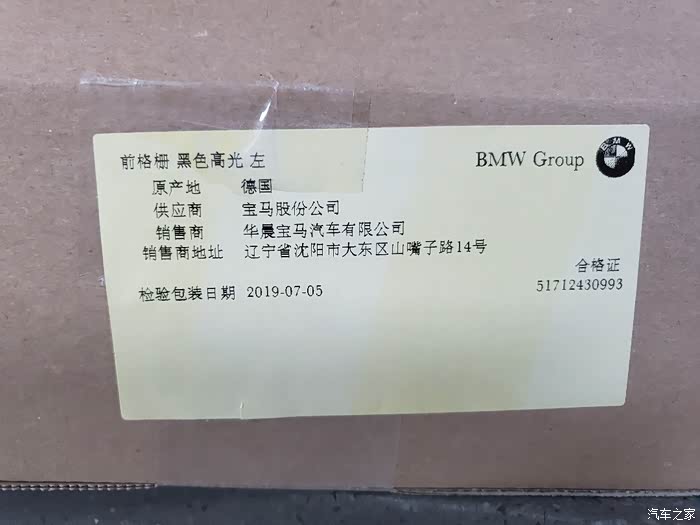 前格栅 黑色高光 左
BMW Group
BMW
原产地 德国
供应商 宝马股份公司
销售商 华晨宝马汽车有限公司
销售商地址 辽宁省沈阳市大东区山嘴子路14号
合格证
检验包装日期 2019-07-05
51712430993
汽车之家